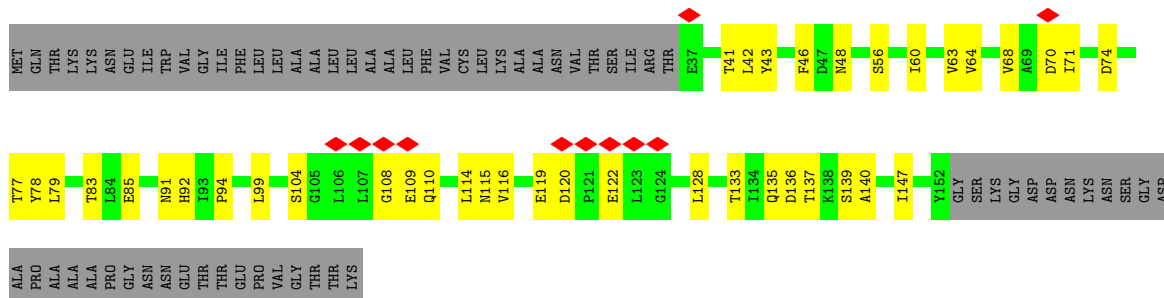 MET GLN THR LYS LYS ASN GLU ILE TRP VAL GLY ILE PHE LEU LEU ALA ALA LEU LEU ALA ALA LEU PHE VAL CYS LEU LYS ALA ALA ASN VAL THR SER ILE ARG THR E37 T41 L42 Y43 F46 D47 N48 S56 I60 V63 V64 V68 A69 D70 I71 D74
T77 Y78 L79 T83 L84 E85 N91 H92 I93 P94 L99 S104 G105 L106 L107 G108 E109 Q110 L114 N115 V116 E119 D120 P121 E122 L123 G124 L128 T133 I134 Q135 D136 T137 K138 S139 A140 I147 Y152 GLY SER LYS GLY ASP ASP ASN LYS ASN SER GLY ASP
ALA PRO ALA ALA ALA PRO GLY ASN ASN GLU THR THR GLU PRO VAL GLY THR THR LYS